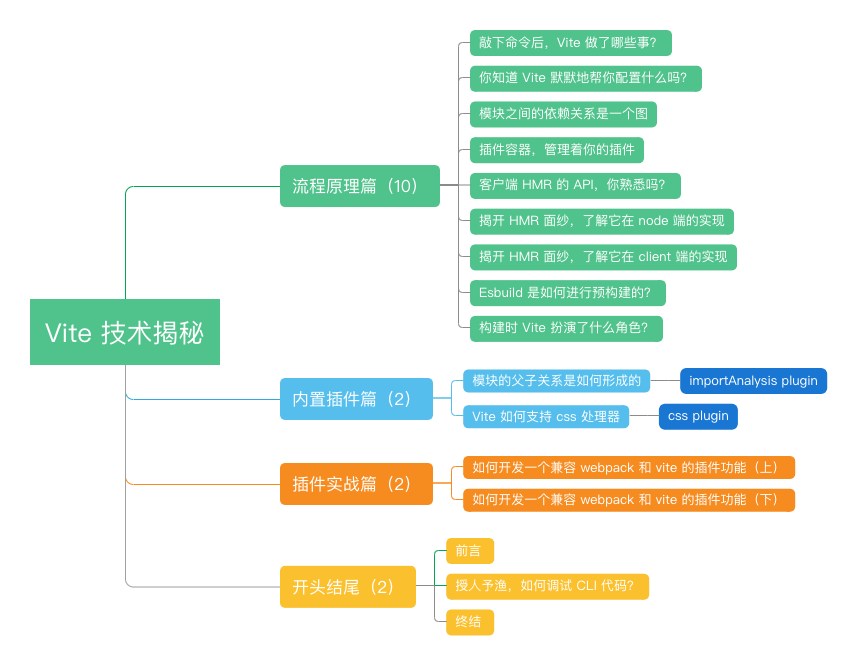 Vite 技术揭秘
流程原理篇（10）
敲下命令后，Vite 做了哪些事？
你知道 Vite 默默地帮你配置什么吗？
模块之间的依赖关系是一个图
插件容器，管理着你的插件
客户端 HMR 的 API，你熟悉吗？
揭开 HMR 面纱，了解它在 node 端的实现
揭开 HMR 面纱，了解它在 client 端的实现
Esbuild 是如何进行预构建的？
构建时 Vite 扮演了什么角色？
内置插件篇（2）
模块的父子关系是如何形成的
importAnalysis plugin
Vite 如何支持 css 处理器
css plugin
插件实战篇（2）
如何开发一个兼容 webpack 和 vite 的插件功能（上）
如何开发一个兼容 webpack 和 vite 的插件功能（下）
开头结尾（2）
前言
授人予渔，如何调试 CLI 代码？
终结